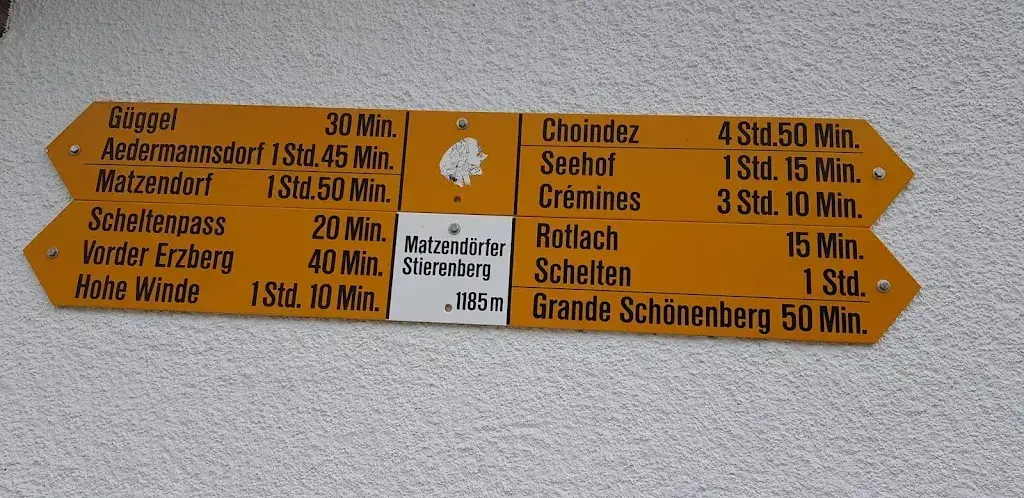 Güggel 30 Min.
Aedermannsdorf 1 Std. 45 Min.
Matzendorf 1 Std. 50 Min.
Choindez 4 Std. 50 Min.
Seehof 1 Std. 15 Min.
Crémines 3 Std. 10 Min.
Scheltenpass 20 Min.
Vorder Erzberg 40 Min.
Hohe Winde 1 Std. 10 Min.
Matzendörfer
Stierenberg
1185 m
Rotlach 15 Min.
Schelten 1 Std.
Grande Schönenberg 50 Min.